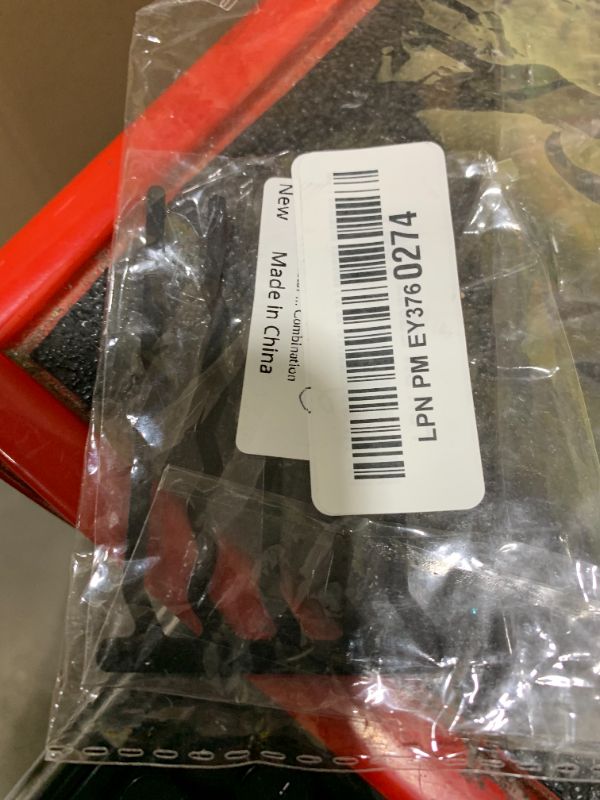 New
Made in China
Combination
LPN PM EY3760274